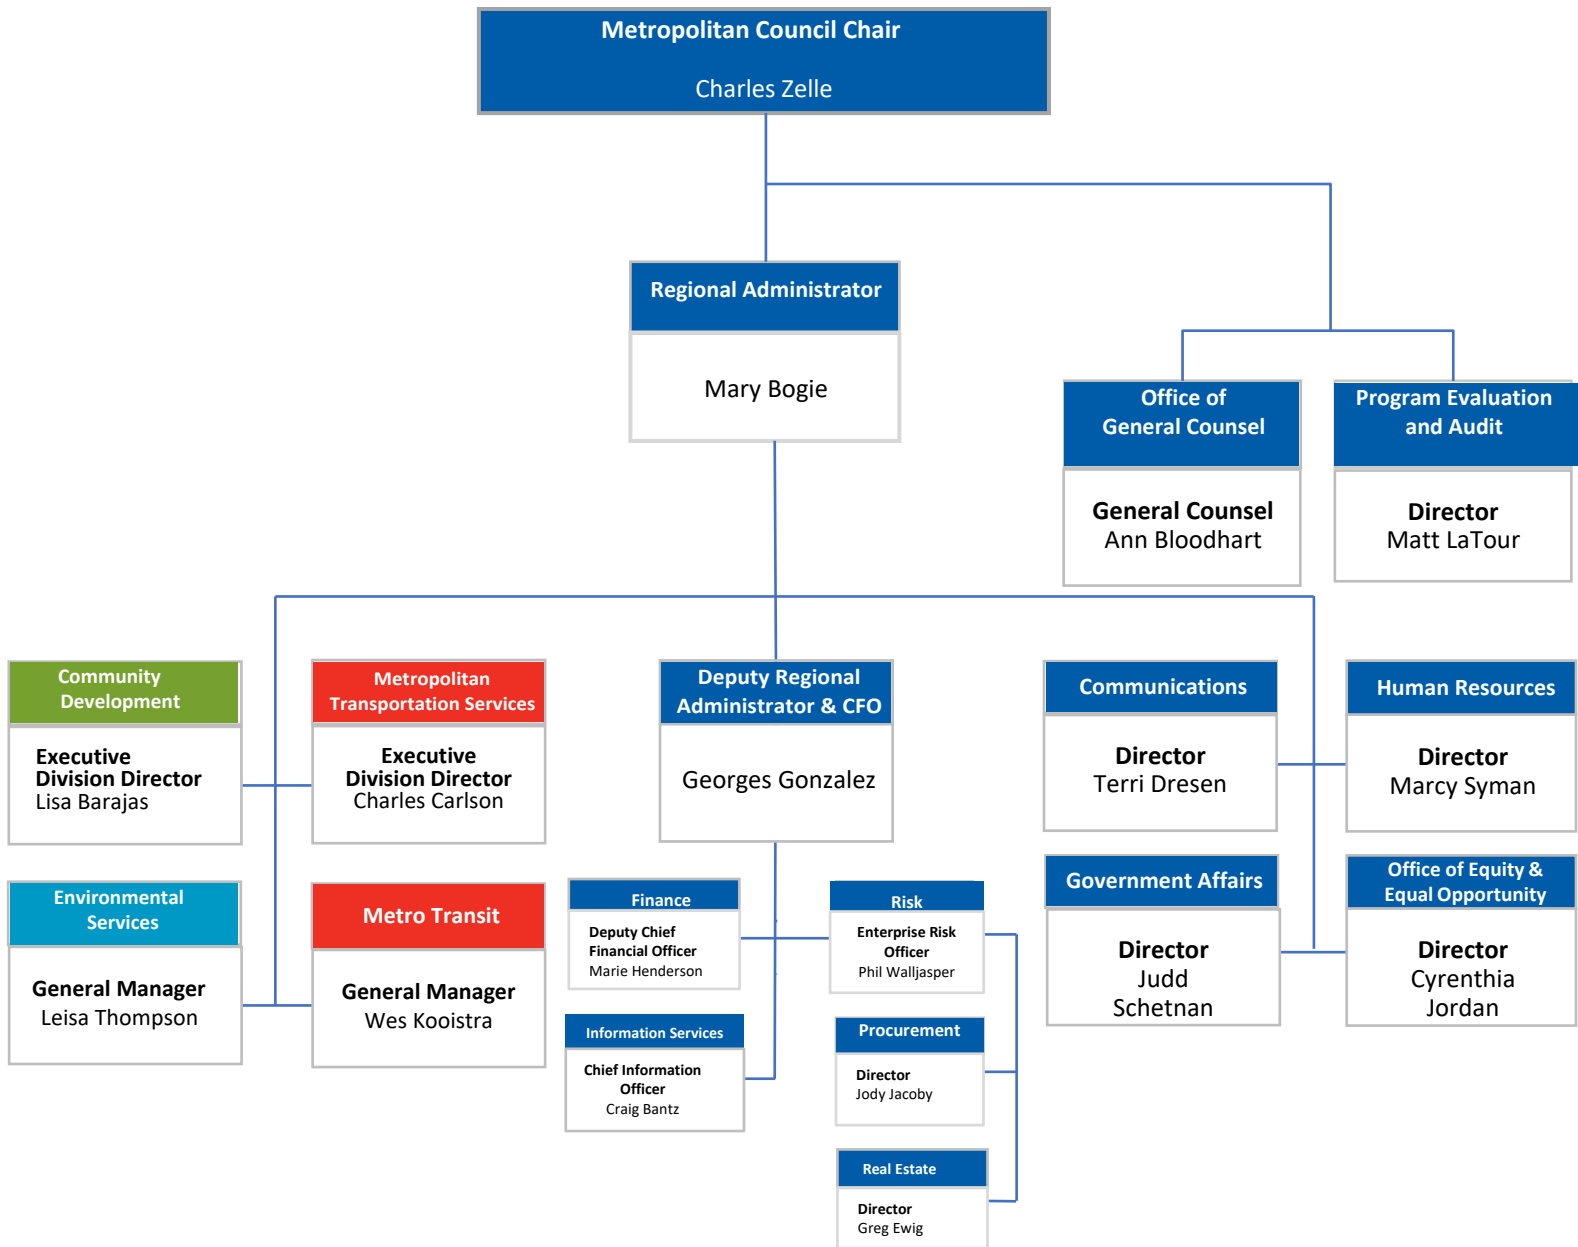 Metropolitan Council Chair
Charles Zelle
Regional Administrator
Mary Bogie
Office of
General Counsel
General Counsel
Ann Bloodhart
Program Evaluation
and Audit
Director
Matt LaTour
Community
Development
Executive
Division Director
Lisa Barajas
Metropolitan
Transportation Services
Executive
Division Director
Charles Carlson
Environmental
Services
General Manager
Leisa Thompson
Metro Transit
General Manager
Wes Kooistra
Deputy Regional
Administrator & CFO
Georges Gonzalez
Finance
Deputy Chief
Financial Officer
Marie Henderson
Information Services
Chief Information
Officer
Craig Bantz
Risk
Enterprise Risk
Officer
Phil Walljasper
Procurement
Director
Jody Jacoby
Real Estate
Director
Greg Ewig
Communications
Director
Terri Dresen
Human Resources
Director
Marcy Syman
Government Affairs
Director
Judd
Schetnan
Office of Equity &
Equal Opportunity
Director
Cyrenthia
Jordan